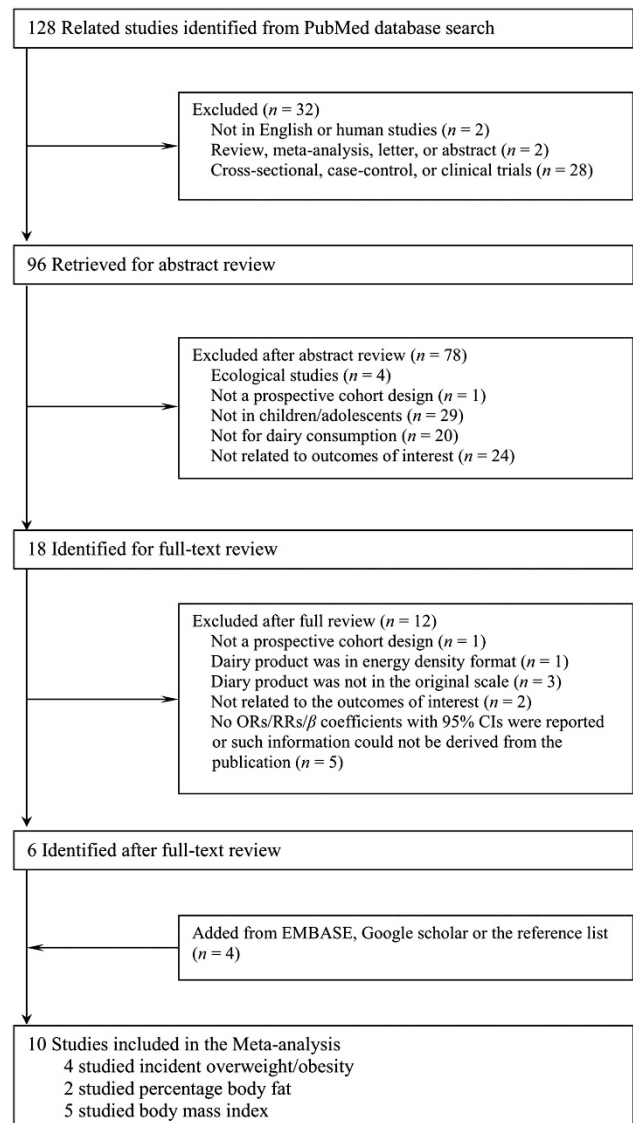 128 Related studies identified from PubMed database search
Excluded (n = 32)
Not in English or human studies (n = 2)
Review, meta-analysis, letter, or abstract (n = 2)
Cross-sectional, case-control, or clinical trials (n = 28)
96 Retrieved for abstract review
Excluded after abstract review (n = 78)
Ecological studies (n = 4)
Not a prospective cohort design (n = 1)
Not in children/adolescents (n = 29)
Not for dairy consumption (n = 20)
Not related to outcomes of interest (n = 24)
18 Identified for full-text review
Excluded after full review (n = 12)
Not a prospective cohort design (n = 1)
Dairy product was in energy density format (n = 1)
Diary product was not in the original scale (n = 3)
Not related to the outcomes of interest (n = 2)
No ORs/RRs/β coefficients with 95% CIs were reported
or such information could not be derived from the
publication (n = 5)
6 Identified after full-text review
Added from EMBASE, Google scholar or the reference list
(n = 4)
10 Studies included in the Meta-analysis
4 studied incident overweight/obesity
2 studied percentage body fat
5 studied body mass index